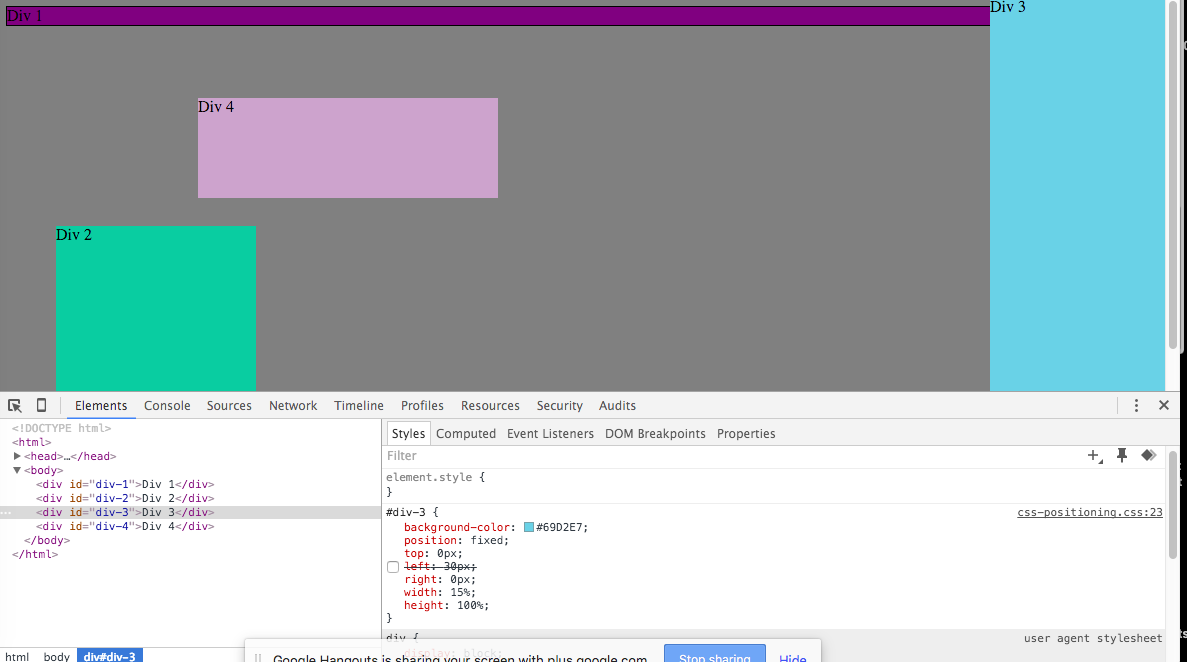 Div 1
Div 3
Div 4
Div 2
Elements Console Sources Network Timeline Profiles Resources Security Audits
<!DOCTYPE html>
<html>
<head>…</head>
<body>
<div id="div-1">Div 1</div>
<div id="div-2">Div 2</div>
<div id="div-3">Div 3</div>
<div id="div-4">Div 4</div>
</body>
</html>
html body div#div-3
Styles Computed Event Listeners DOM Breakpoints Properties
Filter
element.style {
}
#div-3 { css-positioning.css:23
background-color: #69D2E7;
position: fixed;
top: 0px;
left: 30px;
right: 0px;
width: 15%;
height: 100%;
}
div { user agent stylesheet
display: block;
Google Hangouts is sharing your screen with plus.google.com. Stop sharing Hide